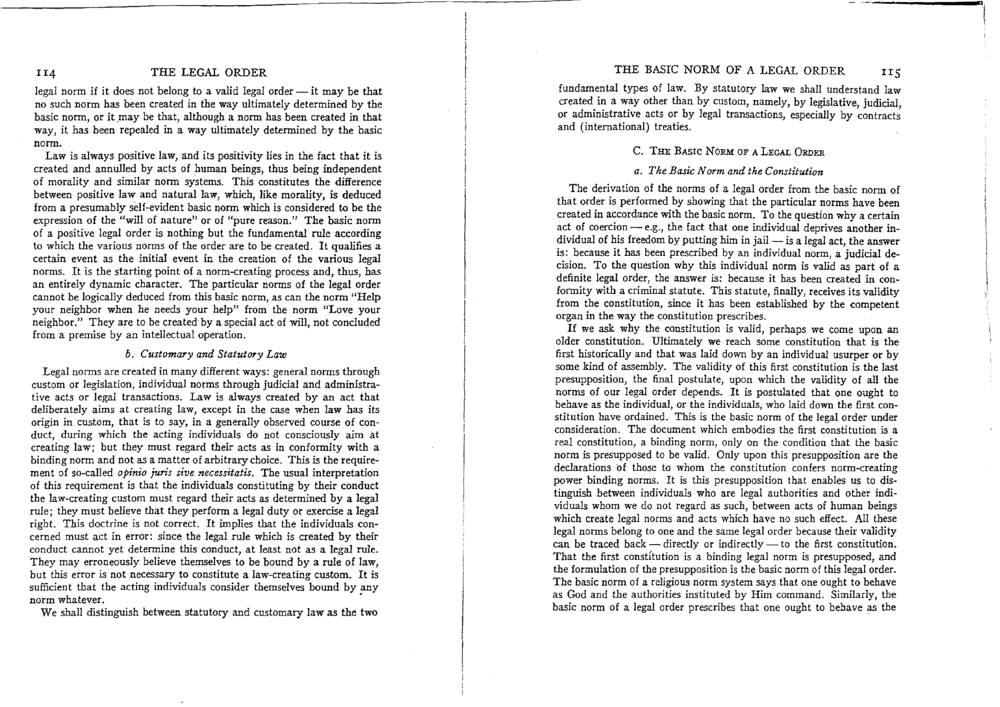 114 THE LEGAL ORDER
legal norm if it does not belong to a valid legal order — it may be that
no such norm has been created in the way ultimately determined by the
basic norm, or it may be that, although a norm has been created in that
way, it has been repealed in a way ultimately determined by the basic
norm.
Law is always positive law, and its positivity lies in the fact that it is
created and annulled by acts of human beings, thus being independent
of morality and similar norm systems. This constitutes the difference
between positive law and natural law, which, like morality, is deduced
from a presumably self-evident basic norm which is considered to be the
expression of the “will of nature” or of “pure reason.” The basic norm
of a positive legal order is nothing but the fundamental rule according
to which the various norms of the order are to be created. It qualifies a
certain event as the initial event in the creation of the various legal
norms. It is the starting point of a norm-creating process and, thus, has
an entirely dynamic character. The particular norms of the legal order
cannot be logically deduced from this basic norm, as can the norm “Help
your neighbor when he needs your help” from the norm “Love your
neighbor.” They are to be created by a special act of will, not concluded
from a premise by an intellectual operation.
b. Customary and Statutory Law
Legal norms are created in many different ways: general norms through
custom or legislation, individual norms through judicial and administra-
tive acts or legal transactions. Law is always created by an act that
deliberately aims at creating law, except in the case when law has its
origin in custom, that is to say, in a generally observed course of con-
duct, during which the acting individuals do not consciously aim at
creating law; but they must regard their acts as in conformity with a
binding norm and not as a matter of arbitrary choice. This is the require-
ment of so-called opinio juris sive necessitatis. The usual interpretation
of this requirement is that the individuals constituting by their conduct
the law-creating custom must regard their acts as determined by a legal
rule; they must believe that they perform a legal duty or exercise a legal
right. This doctrine is not correct. It implies that the individuals con-
cerned must act in error: since the legal rule which is created by their
conduct cannot yet determine this conduct, at least not as a legal rule.
They may erroneously believe themselves to be bound by a rule of law,
but this error is not necessary to constitute a law-creating custom. It is
sufficient that the acting individuals consider themselves bound by any
norm whatever.
We shall distinguish between statutory and customary law as the two
THE BASIC NORM OF A LEGAL ORDER 115
fundamental types of law. By statutory law we shall understand law
created in a way other than by custom, namely, by legislative, judicial,
or administrative acts or by legal transactions, especially by contracts
and (international) treaties.
C. THE BASIC NORM OF A LEGAL ORDER
a. The Basic Norm and the Constitution
The derivation of the norms of a legal order from the basic norm of
that order is performed by showing that the particular norms have been
created in accordance with the basic norm. To the question why a certain
act of coercion — e.g., the fact that one individual deprives another in-
dividual of his freedom by putting him in jail — is a legal act, the answer
is: because it has been prescribed by an individual norm, a judicial de-
cision. To the question why this individual norm is valid as part of a
definite legal order, the answer is: because it has been created in con-
formity with a criminal statute. This statute, finally, receives its validity
from the constitution, since it has been established by the competent
organ in the way the constitution prescribes.
If we ask why the constitution is valid, perhaps we come upon an
older constitution. Ultimately we reach some constitution that is the
first historically and that was laid down by an individual usurper or by
some kind of assembly. The validity of this first constitution is the last
presupposition, the final postulate, upon which the validity of all the
norms of our legal order depends. It is postulated that one ought to
behave as the individual, or the individuals, who laid down the first con-
stitution have ordained. This is the basic norm of the legal order under
consideration. The document which embodies the first constitution is a
real constitution, a binding norm, only on the condition that the basic
norm is presupposed to be valid. Only upon this presupposition are the
declarations of those to whom the constitution confers norm-creating
power binding norms. It is this presupposition that enables us to dis-
tinguish between individuals who are legal authorities and other indi-
viduals whom we do not regard as such, between acts of human beings
which create legal norms and acts which have no such effect. All these
legal norms belong to one and the same legal order because their validity
can be traced back — directly or indirectly — to the first constitution.
That the first constitution is a binding legal norm is presupposed, and
the formulation of the presupposition is the basic norm of this legal order.
The basic norm of a religious norm system says that one ought to behave
as God and the authorities instituted by Him command. Similarly, the
basic norm of a legal order prescribes that one ought to behave as the